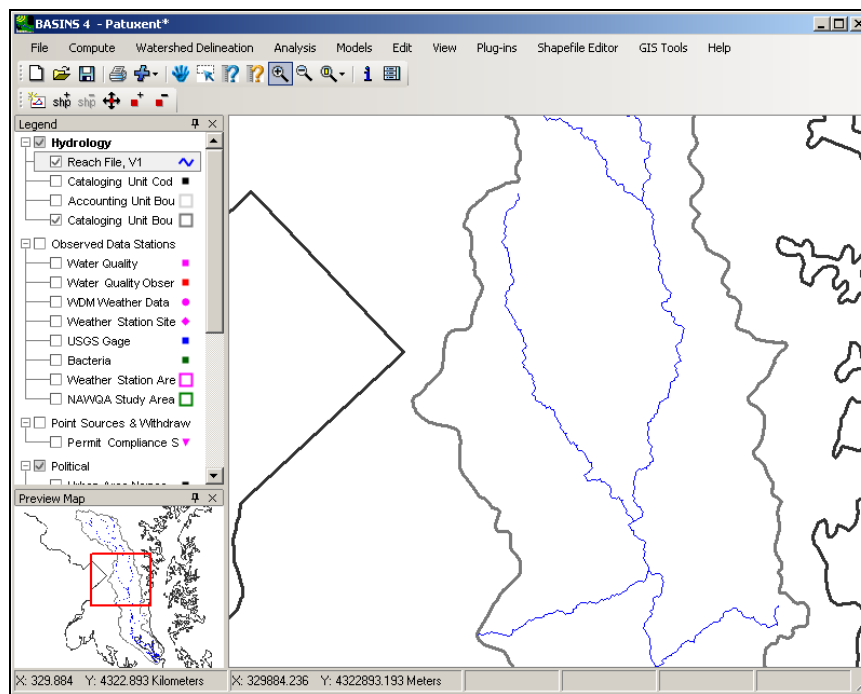 BASINS 4 - Patuxent*
File Compute Watershed Delineation Analysis Models Edit View Plug-ins Shapefile Editor GIS Tools Help
shp shp
Legend
Hydrology
Reach File, V1
Cataloging Unit Cod
Accounting Unit Bou
Cataloging Unit Bou
Observed Data Stations
Water Quality
Water Quality Obser
WDM Weather Data
Weather Station Site
USGS Gage
Bacteria
Weather Station Are
NAWQA Study Area
Point Sources & Withdraw
Permit Compliance S
Political
Preview Map
X: 329.884 Y: 4322.893 Kilometers X: 329884.236 Y: 4322893.193 Meters